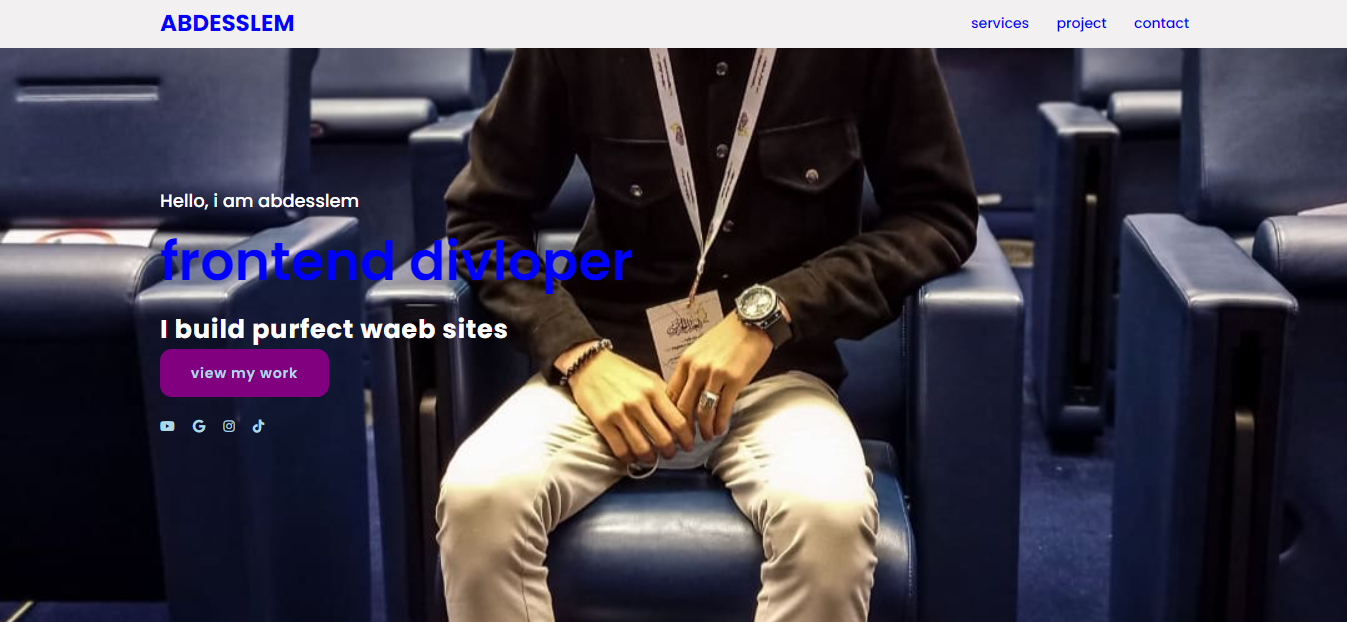 ABDESSLEM
services project contact
Hello, i am abdesslem
frontend divloper
I build purfect waeb sites
view my work